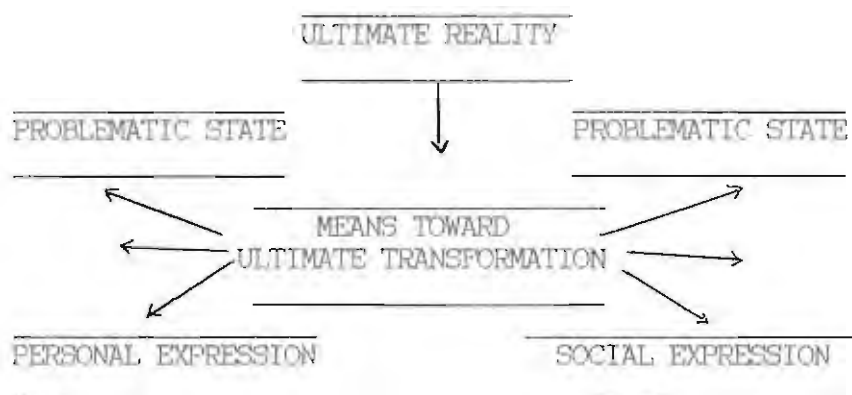 ULTIMATE REALITY
PROBLEMATIC STATE
PROBLEMATIC STATE
MEANS TOWARD
ULTIMATE TRANSFORMATION
PERSONAL EXPRESSION
SOCIAL EXPRESSION